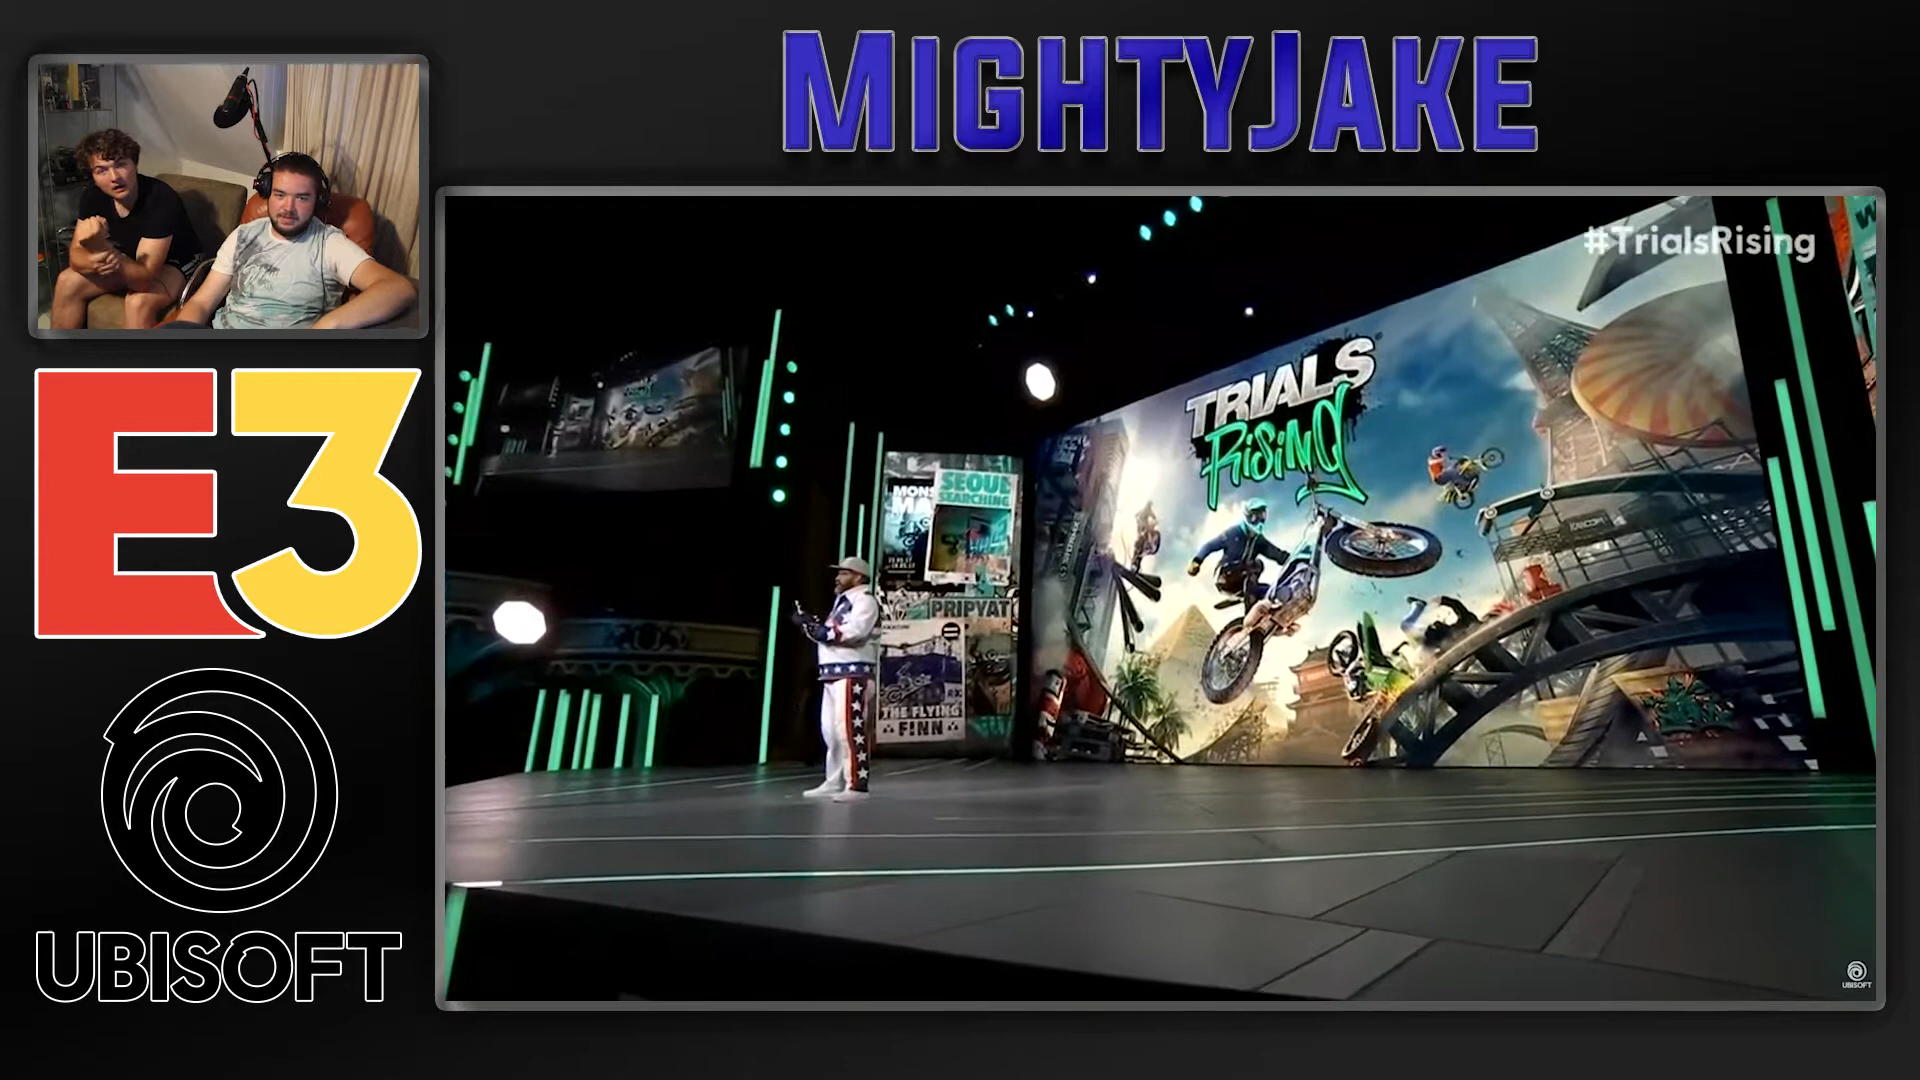 MIGHTYJAKE
#TrialsRising
E3
TRIALS
RiSiNG
SEOUL
SEARCHING
PRIPYAT
THE FLYING
FINN
UBISOFT
UBISOFT